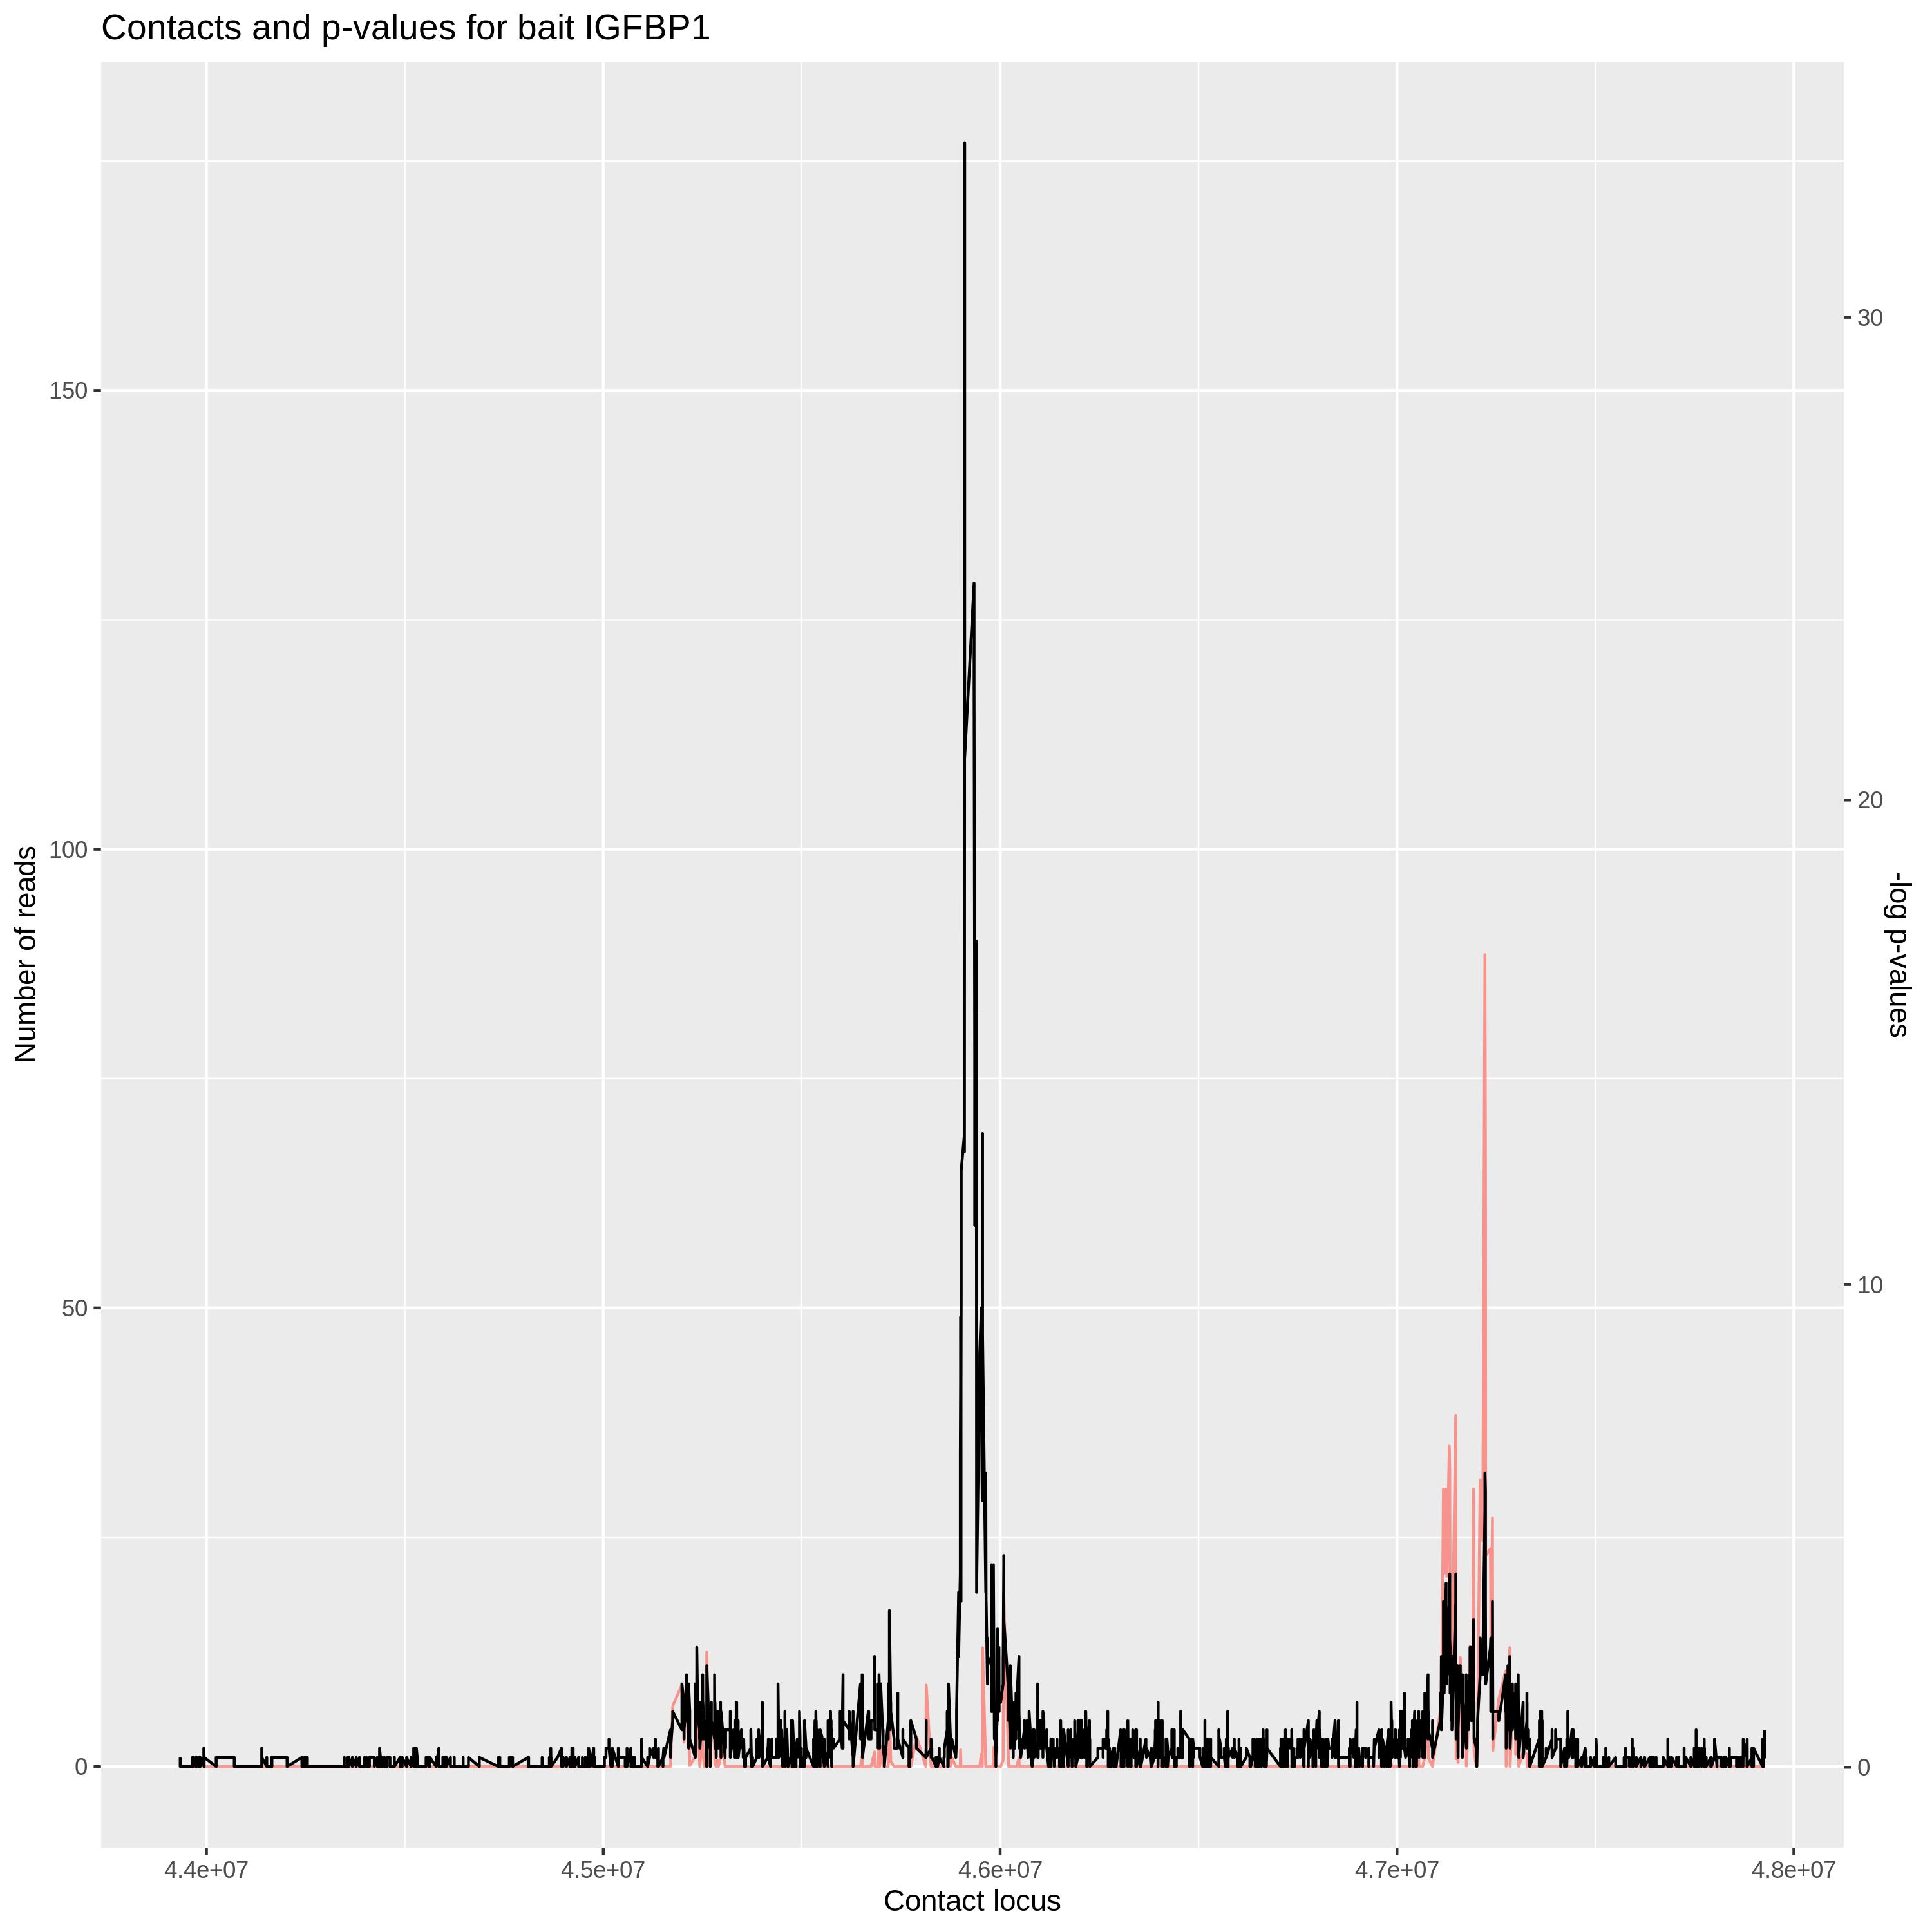 Contacts and p-values for bait IGFBP1
150
100
50
0
Number of reads
30
20
10
0
-log p-values
4.4e+07
4.5e+07
4.6e+07
4.7e+07
4.8e+07
Contact locus